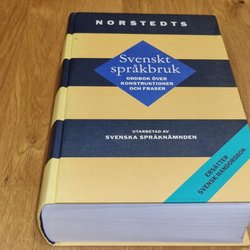 NORSTEDTS
Svenskt
språkbruk
ORDBOK ÖVER
KONSTRUKTIONER
OCH FRASER
UTARBETAD AV
SVENSKA SPRÅKNÄMNDEN
ERSÄTTER
SVENSK HANDORDBOK